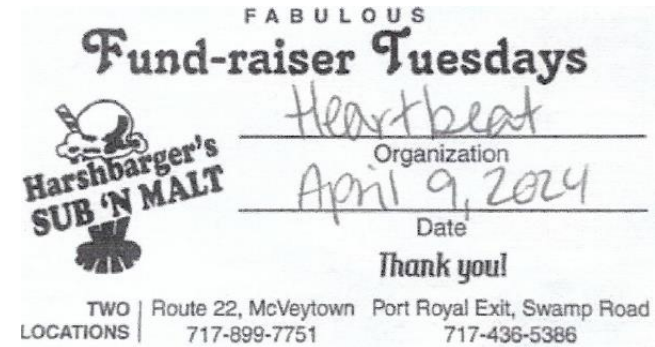 FABULOUS
Fund-raiser Tuesdays
Heartbeat
Organization
Harshbarger's
SUB 'N MALT
April 9, 2024
Date
Thank you!
TWO LOCATIONS
Route 22, McVeytown
717-899-7751
Port Royal Exit, Swamp Road
717-436-5386